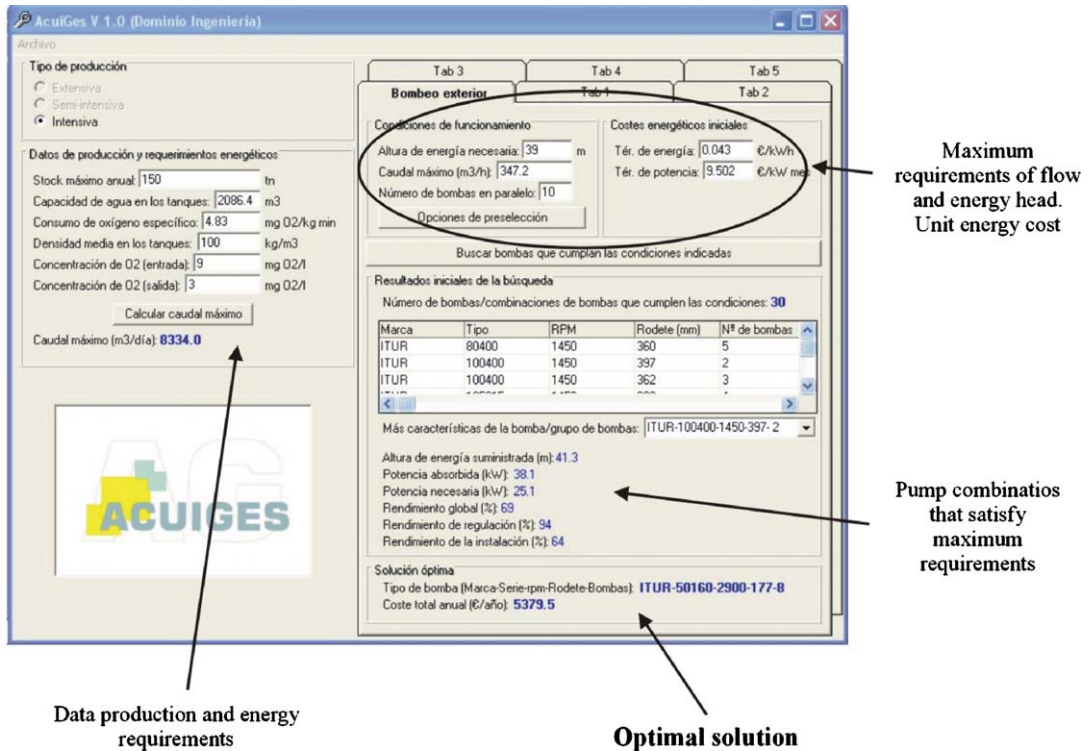 AcuiGes V 1.0 (Dominio Ingeniería)
Archivo
Tipo de producción
Extensiva
Semi-intensiva
Intensiva
Datos de producción y requerimientos energéticos
Stock máximo anual: 150 tn
Capacidad de agua en los tanques: 2086.4 m3
Consumo de oxígeno específico: 4.83 mg O2/kg min
Densidad media en los tanques: 100 kg/m3
Concentración de O2 (entrada): 9 mg O2/l
Concentración de O2 (salida): 3 mg O2/l
Calcular caudal máximo
Caudal máximo (m3/día): 8334.0
AG
ACUIGES
Tab 3 Tab 4 Tab 5
Bombeo exterior Tab 1 Tab 2
Condiciones de funcionamiento
Altura de energía necesaria: 39 m
Caudal máximo (m3/h): 347.2
Número de bombas en paralelo: 10
Opciones de preselección
Costes energéticos iniciales
Tér. de energía: 0.043 €/kWh
Tér. de potencia: 9.502 €/kW mes
Buscar bombas que cumplan las condiciones indicadas
Resultados iniciales de la búsqueda
Número de bombas/combinaciones de bombas que cumplen las condiciones: 30
Marca Tipo RPM Rodete (mm) Nº de bombas
ITUR 80400 1450 360 5
ITUR 100400 1450 397 2
ITUR 100400 1450 362 3
Más características de la bomba/grupo de bombas: ITUR-100400-1450-397- 2
Altura de energía suministrada (m): 41.3
Potencia absorbida (kW): 38.1
Potencia necesaria (kW): 25.1
Rendimiento global (%): 69
Rendimiento de regulación (%): 94
Rendimiento de la instalación (%): 64
Solución óptima
Tipo de bomba (Marca-Serie-rpm-Rodete-Bombas): ITUR-50160-2900-177-8
Coste total anual (€/año): 5379.5
Maximum
requirements of flow
and energy head.
Unit energy cost
Pump combinatios
that satisfy
maximum
requirements
Data production and energy
requirements
Optimal solution